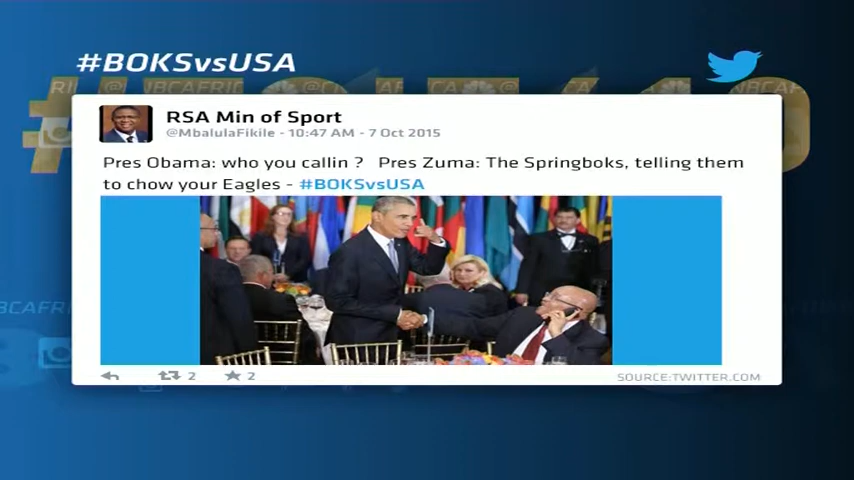 #BOKSvsUSA
RSA Min of Sport
@MbalulaFikile - 10:47 AM - 7 Oct 2015
Pres Obama: who you callin ? Pres Zuma: The Springboks, telling them
to chow your Eagles - #BOKSvsUSA
2 2
SOURCE:TWITTER.COM